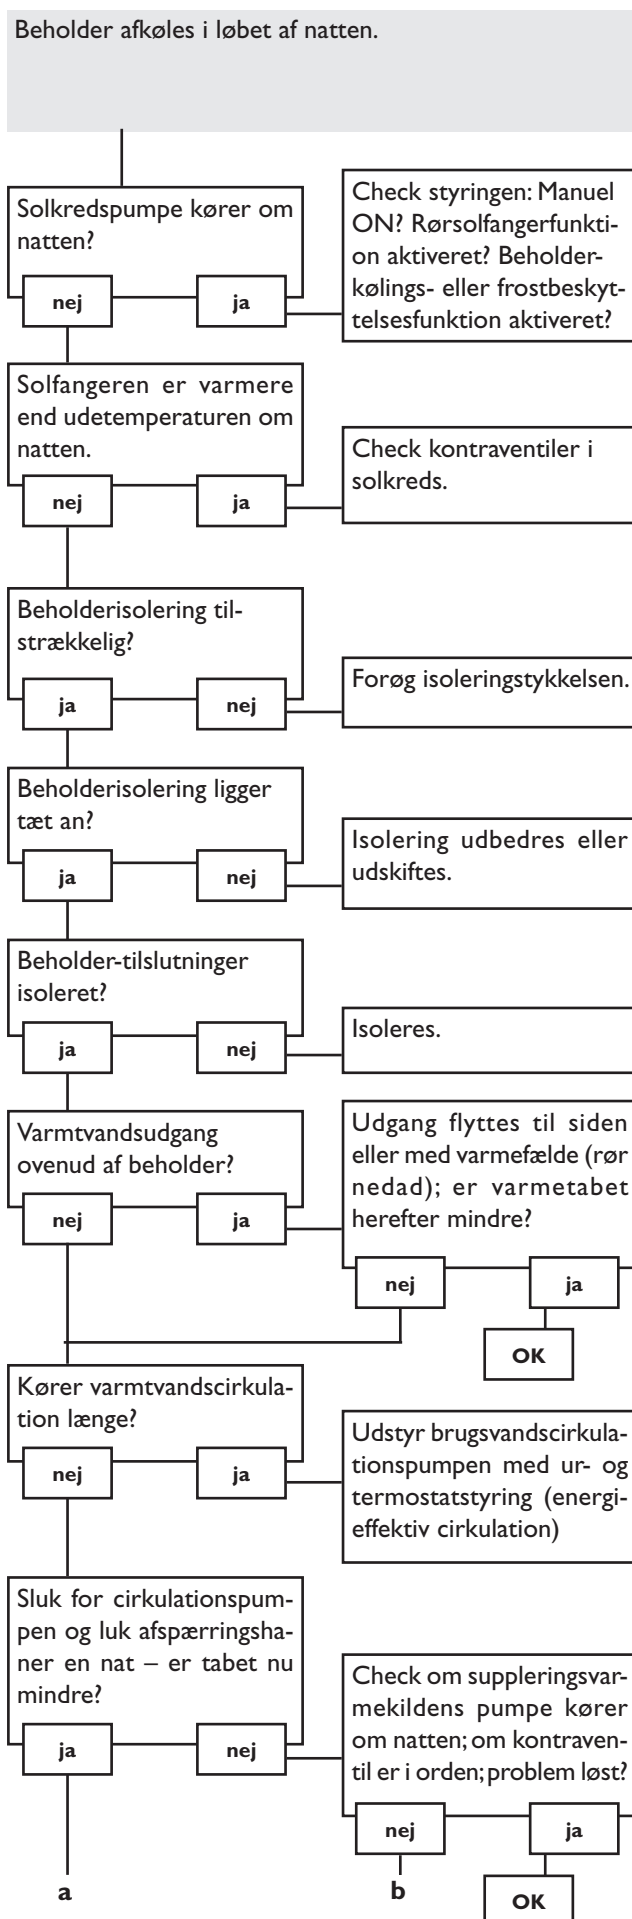 Beholder afkøles i løbet af natten.
Solkredspumpe kører om
natten?
nej
ja
Check styringen: Manuel
ON? Rørsolfangerfunkti-
on aktiveret? Beholder-
kølings- eller frostbeskyt-
telsesfunktion aktiveret?
Solfangeren er varmere
end udetemperaturen om
natten.
nej
ja
Check kontraventiler i
solkreds.
Beholderisolering til-
strækkelig?
ja
nej
Forøg isoleringstykkelsen.
Beholderisolering ligger
tæt an?
ja
nej
Isolering udbedres eller
udskiftes.
Beholder-tilslutninger
isoleret?
ja
nej
Isoleres.
Varmtvandsudgang
ovenud af beholder?
nej
ja
Udgang flyttes til siden
eller med varmefælde (rør
nedad); er varmetabet
herefter mindre?
nej
ja
OK
Kører varmtvandscirkula-
tion længe?
nej
ja
Udstyr brugsvandscirkula-
tionspumpen med ur- og
termostatstyring (energi-
effektiv cirkulation)
Sluk for cirkulationspum-
pen og luk afspærringsha-
ner en nat – er tabet nu
mindre?
ja
nej
Check om suppleringsvar-
mekildens pumpe kører
om natten; om kontraven-
til er i orden; problem løst?
nej
ja
a
b
OK